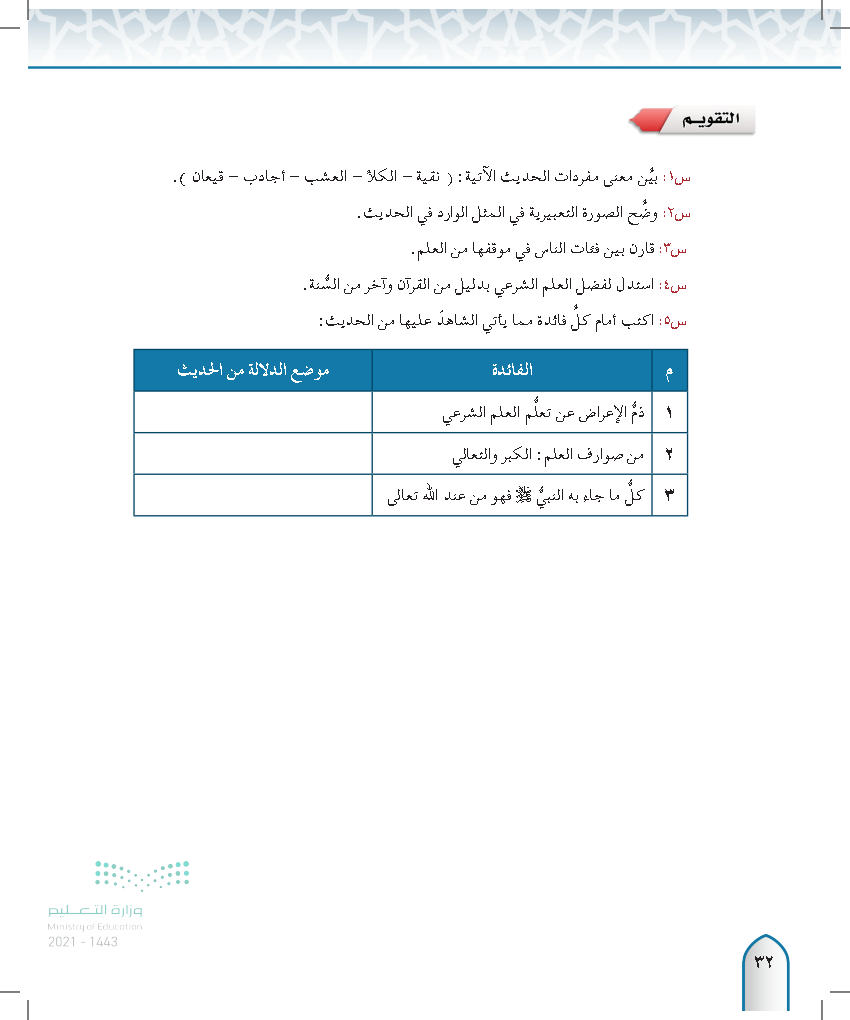 التقويـم
س١: بيِّن معنى مفردات الحديث الآتية: ( نقية – الكلأ – العشب – أجادب – قيعان ).
س٢: وضِّح الصورة التعبيرية في المثل الوارد في الحديث.
س٣: قارن بين فئات الناس في موقفها من العلم.
س٤: استدل لفضل العلم الشرعي بدليل من القرآن وآخر من السُّنة.
س٥: اكتب أمام كلِّ فائدة مما يأتي الشاهدَ عليها من الحديث:
م الفائدة موضع الدلالة من الحديث
١ ذمُّ الإعراض عن تعلُّم العلم الشرعي
٢ من صوارف العلم: الكبر والتعالي
٣ كلُّ ما جاء به النبيُّ ﷺ فهو من عند الله تعالى
وزارة التعـــليم
Ministry of Education
2021 - 1443
٣٢